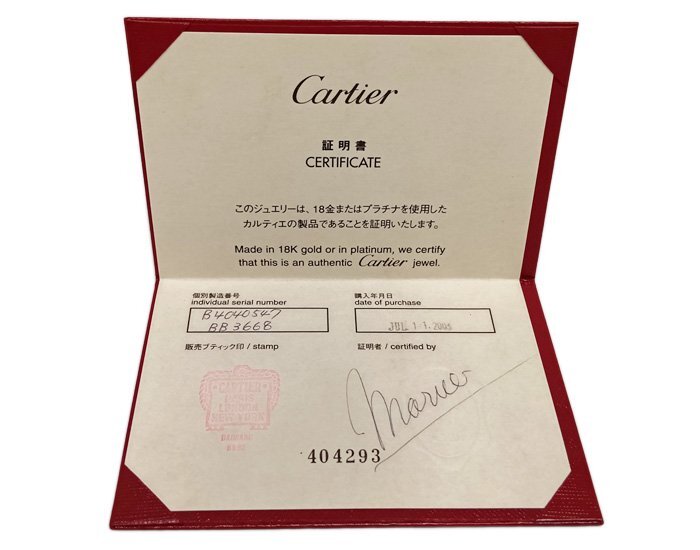 Cartier
証明書
CERTIFICATE
このジュエリーは、18金またはプラチナを使用した
カルティエの製品であることを証明いたします。
Made in 18K gold or in platinum, we certify
that this is an authentic Cartier jewel.
個別製造番号
individual serial number
B4040547
BB3668
購入年月日
date of purchase
JUL 13. 2003
販売ブティック印 / stamp
証明者 / certified by
CARTIER
PARIS
LONDON
NEW YORK
404293